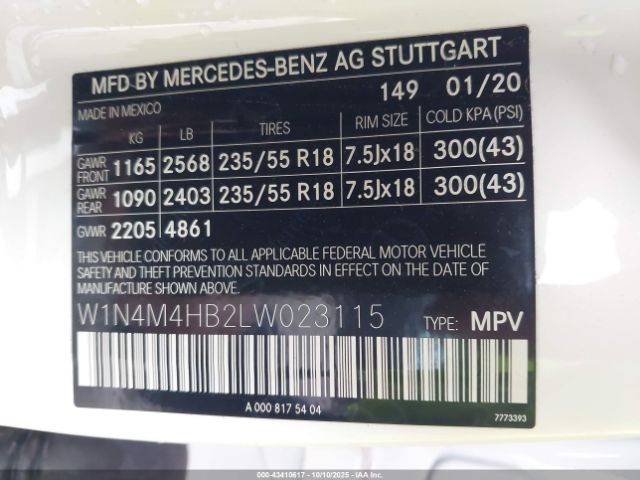 MFD BY MERCEDES-BENZ AG STUTTGART
MADE IN MEXICO 149 01/20
KG LB TIRES RIM SIZE COLD KPA (PSI)
GAWR FRONT 1165 2568 235/55 R18 7.5Jx18 300(43)
GAWR REAR 1090 2403 235/55 R18 7.5Jx18 300(43)
GVWR 2205 4861
THIS VEHICLE CONFORMS TO ALL APPLICABLE FEDERAL MOTOR VEHICLE
SAFETY AND THEFT PREVENTION STANDARDS IN EFFECT ON THE DATE OF
MANUFACTURE SHOWN ABOVE.
W1N4M4HB2LW023115 TYPE: MPV
A 000 817 54 04
7773393
000-43410617 - 10/10/2025 - IAAI.COM